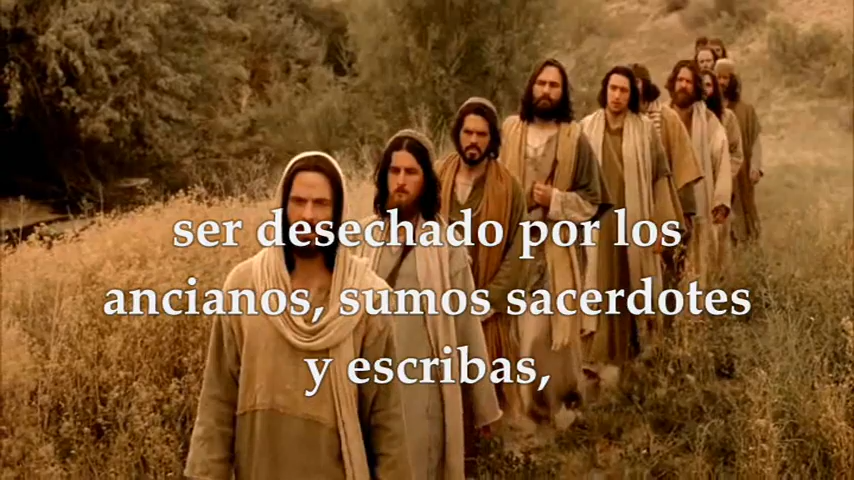 ser desechado por los
ancianos, sumos sacerdotes
y escribas,